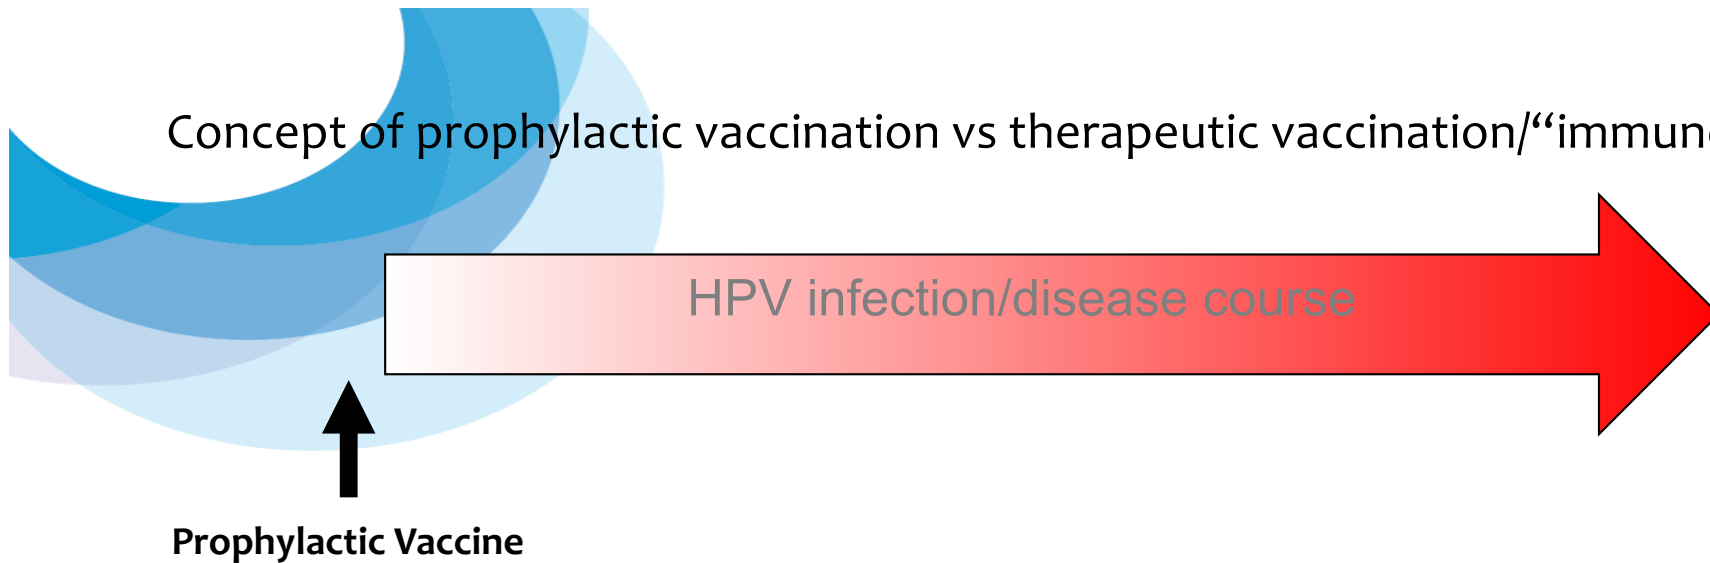 Concept of prophylactic vaccination vs therapeutic vaccination/“immun
HPV infection/disease course
Prophylactic Vaccine